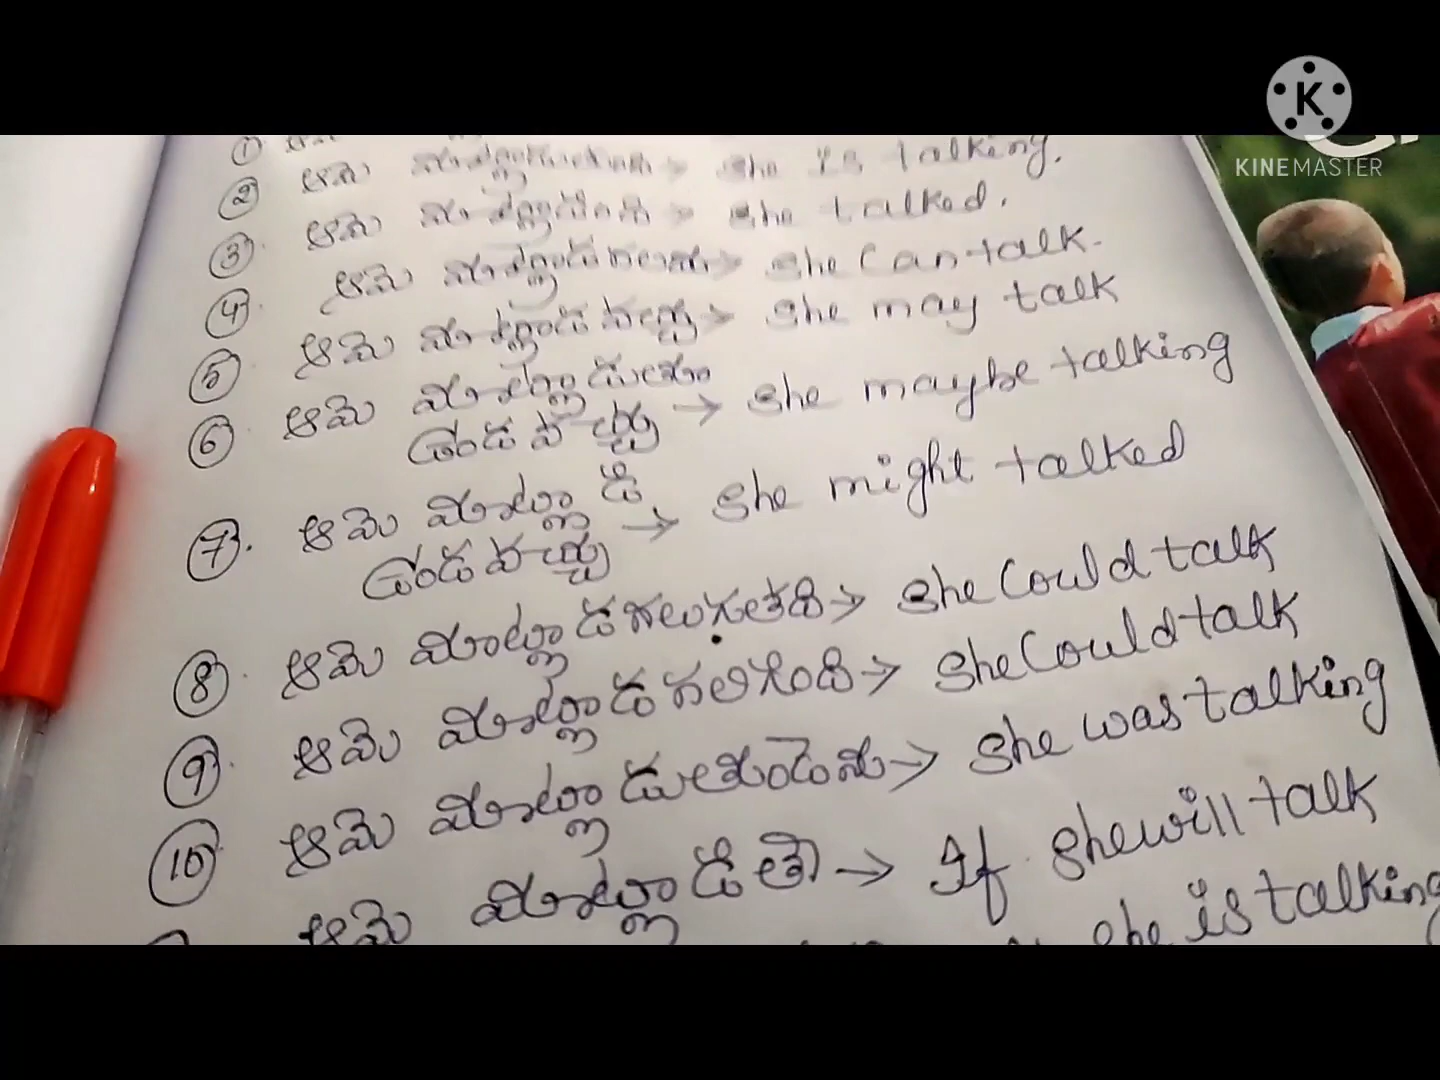 K
KINEMASTER
①
② ఆమె మాట్లాడుతుంది → she is talking.
③ ఆమె మాట్లాడింది → she talked.
④ ఆమె మాట్లాడగలదు → she can talk.
⑤ ఆమె మాట్లాడవచ్చు → she may talk
⑥ ఆమె మాట్లాడుతూ
ఉండవచ్చు → she maybe talking
⑦. ఆమె మాట్లాడి
ఉండవచ్చు → she might talked
⑧. ఆమె మాట్లాడగలుగుతది → she could talk
⑨. ఆమె మాట్లాడగలిగింది → she could talk
⑩. ఆమె మాట్లాడుతుండెను → she was talking
ఆమె మాట్లాడితే → If she will talk
she is talking